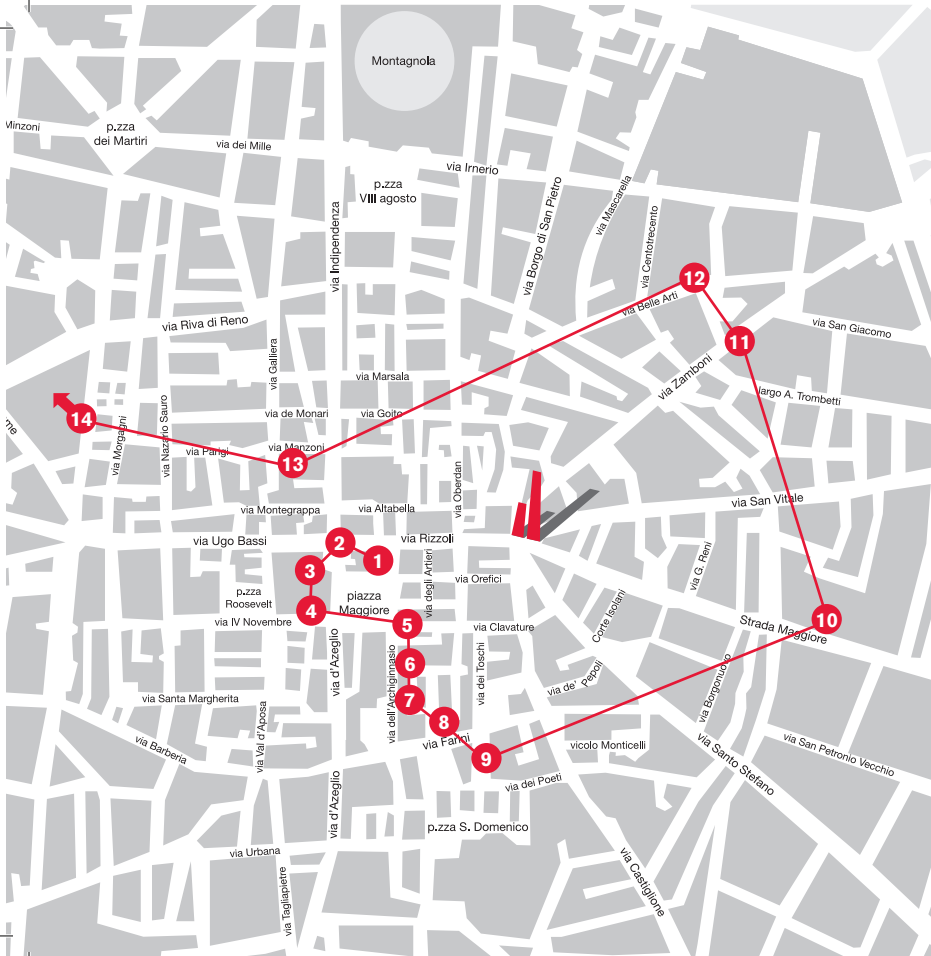 Montagnola
Minzoni
p.zza
dei Martiri
via dei Mille
via Irnerio
p.zza
VIII agosto
via Mascarella
via Borgo di San Pietro
via Centotrecento
via Indipendenza
12
via Belle Arti
via San Giacomo
via Riva di Reno
11
via Galliera
via Marsala
via Zamboni
largo A. Trombetti
14
me
via Morgagni
via Nazario Sauro
via de Monari
via Goito
via Parigi
via Manzoni
13
via Oberdan
via San Vitale
via Montegrappa
via Altabella
via Ugo Bassi
2
via Rizzoli
1
3
via degli Artieri
via Orefici
via G. Reni
p.zza
Roosevelt
piazza
Maggiore
4
via IV Novembre
5
via Clavature
Corte Isolani
10
Strada Maggiore
via d'Azeglio
via dell'Archiginnasio
6
via dei Toschi
via de' Pepoli
via Borgonuovo
via Santa Margherita
7
8
via Val d'Aposa
via Barberia
via Farini
9
vicolo Monticelli
via Santo Stefano
via San Petronio Vecchio
via dei Poeti
via d'Azeglio
p.zza S. Domenico
via Urbana
via Tagliapietre
via Castiglione